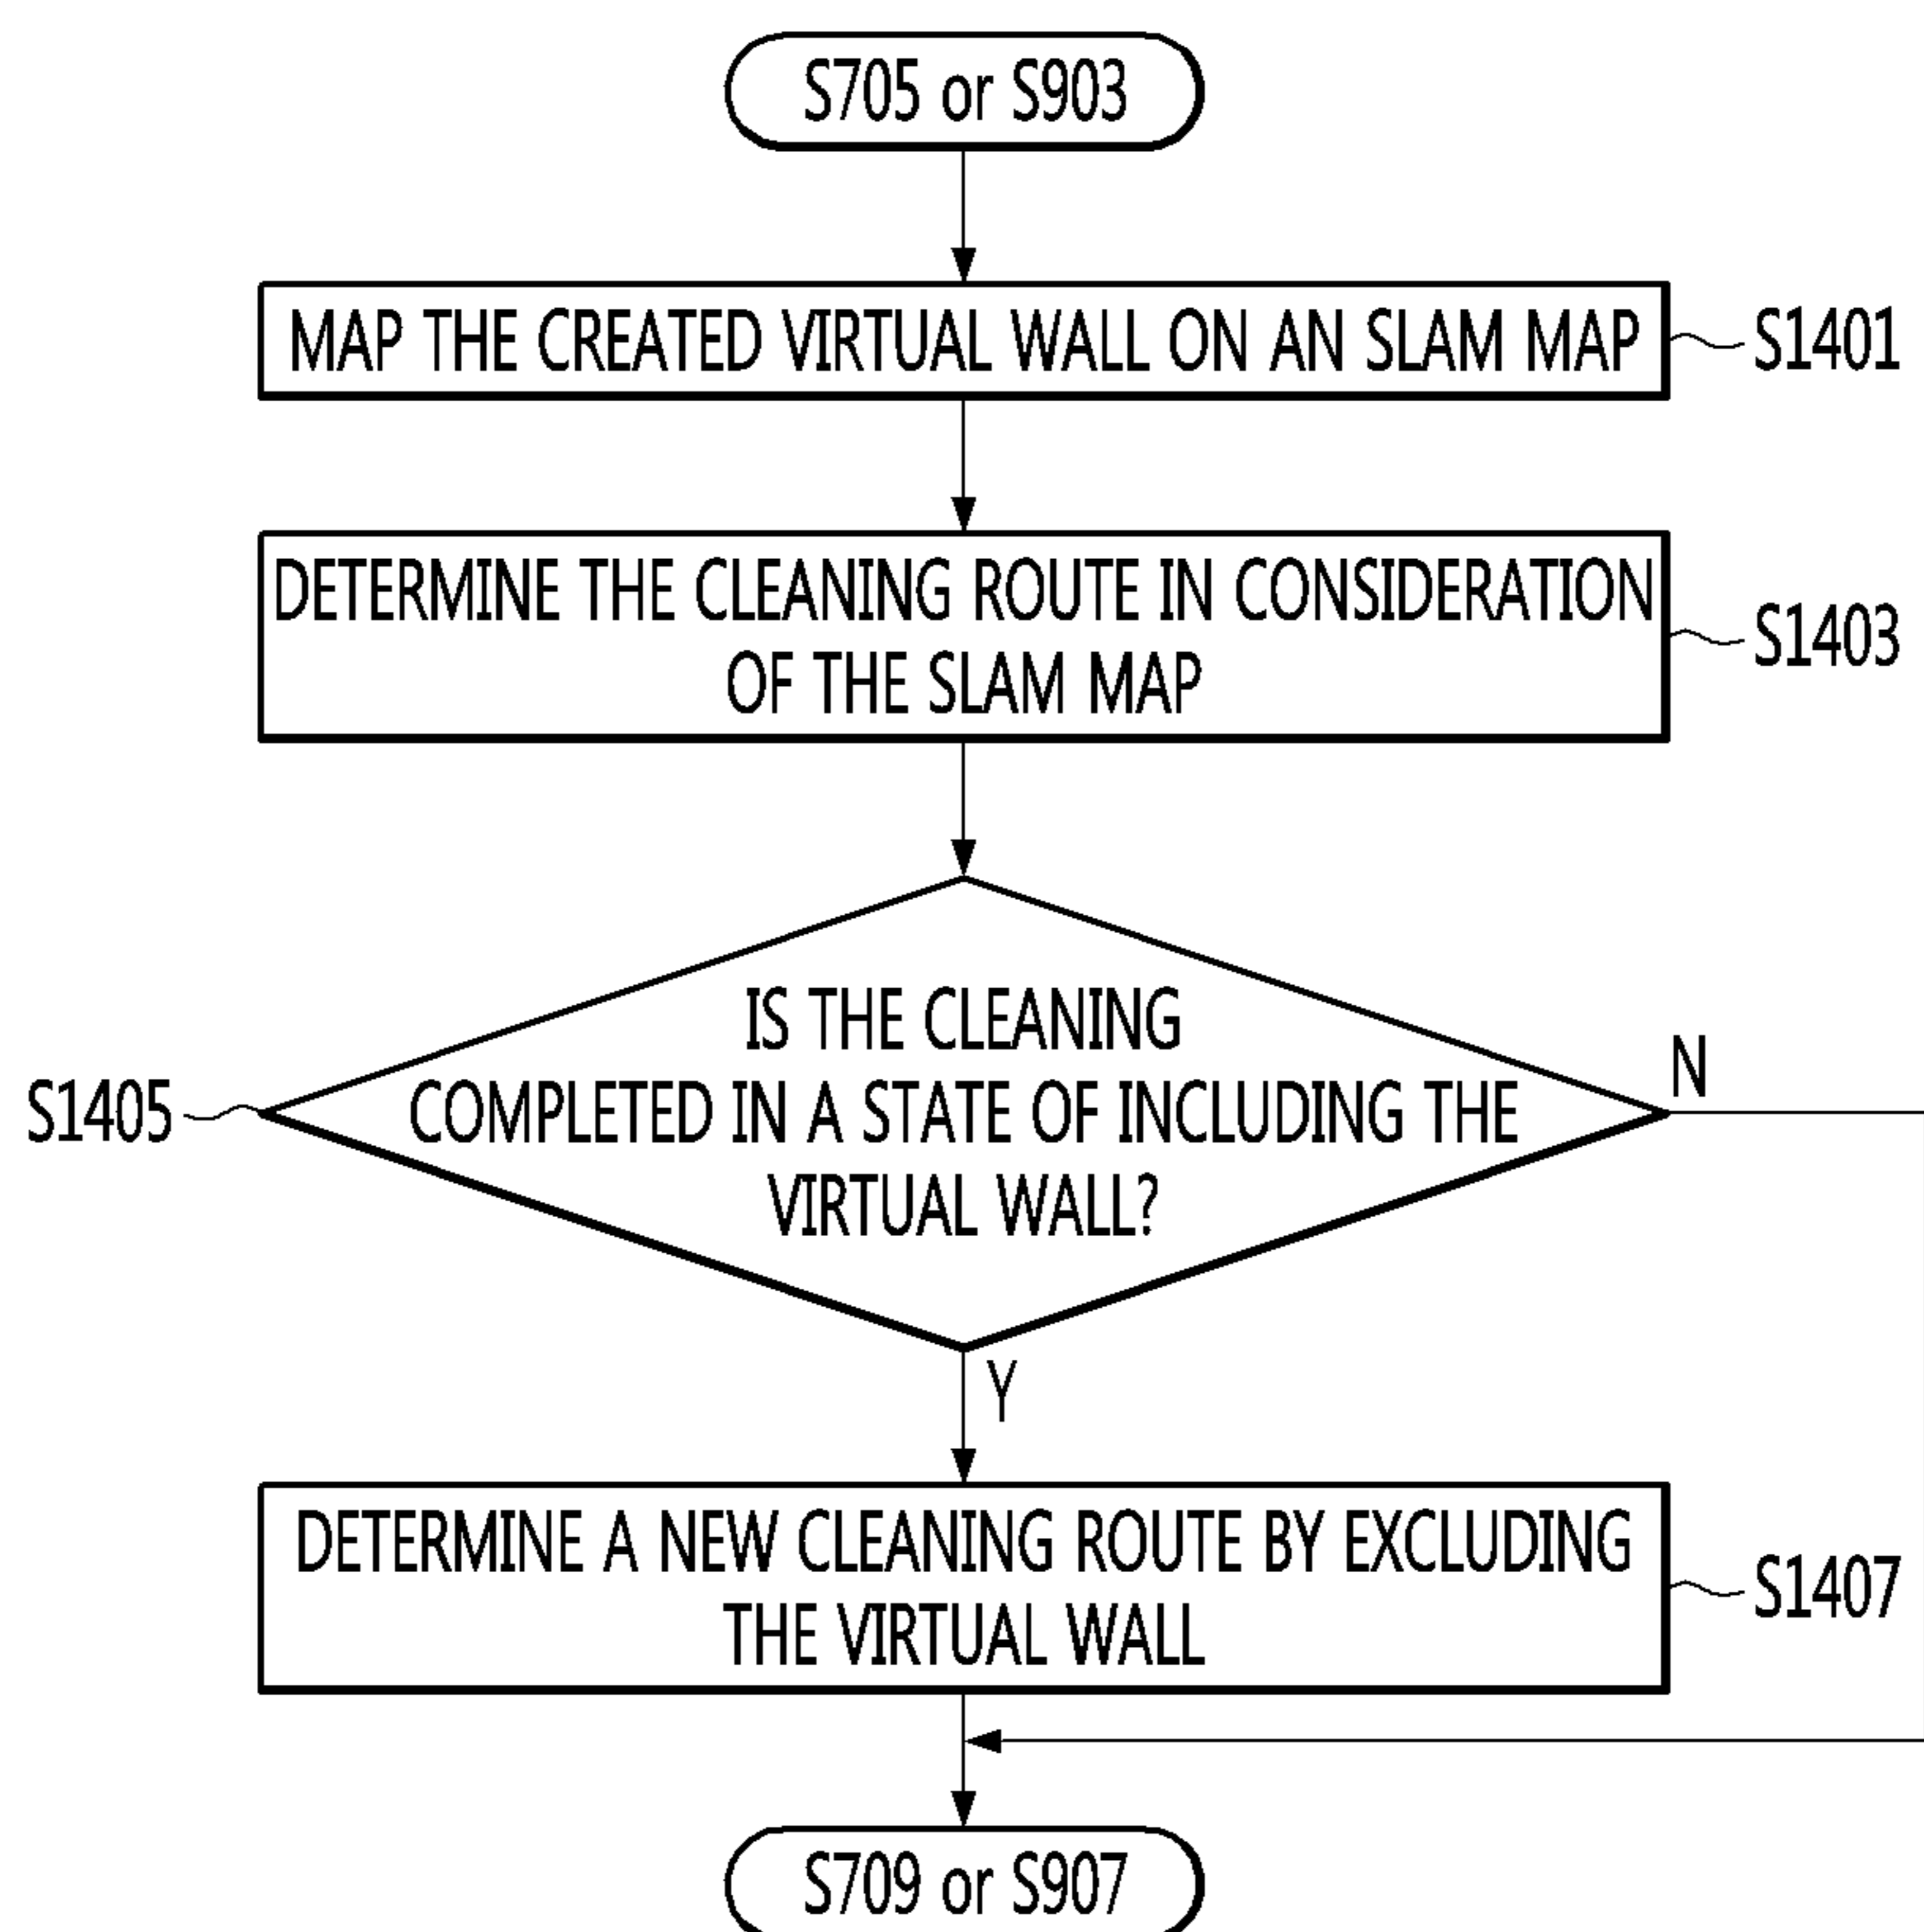 S705 or S903
MAP THE CREATED VIRTUAL WALL ON AN SLAM MAP
S1401
DETERMINE THE CLEANING ROUTE IN CONSIDERATION
OF THE SLAM MAP
S1403
IS THE CLEANING
COMPLETED IN A STATE OF INCLUDING THE
VIRTUAL WALL?
S1405
N
Y
DETERMINE A NEW CLEANING ROUTE BY EXCLUDING
THE VIRTUAL WALL
S1407
S709 or S907